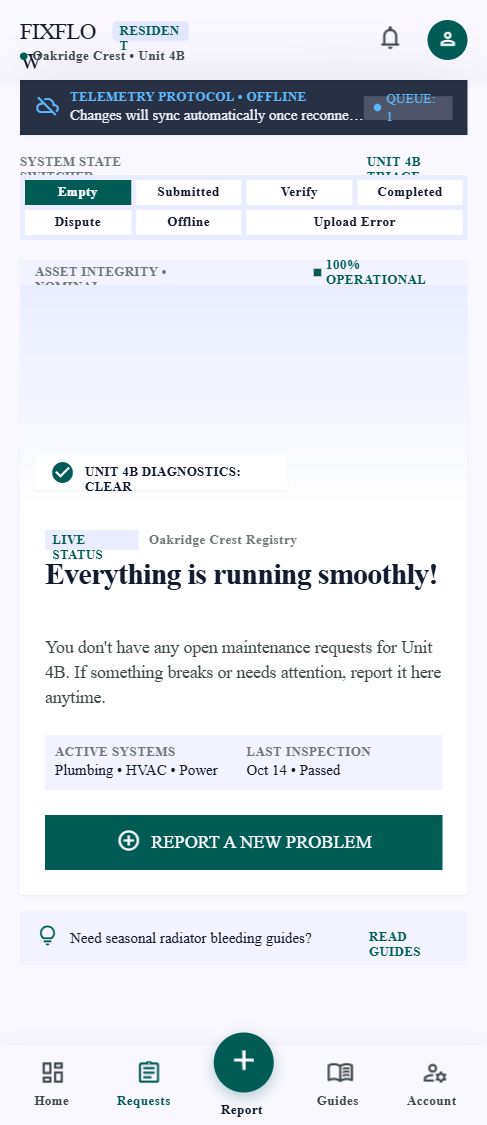 FIXFLO
W
RESIDEN
T
Oakridge Crest • Unit 4B
TELEMETRY PROTOCOL • OFFLINE
Changes will sync automatically once reconne…
QUEUE:
1
SYSTEM STATE
SWITCHER
UNIT 4B
TRIAGE
Empty
Submitted
Verify
Completed
Dispute
Offline
Upload Error
ASSET INTEGRITY •
NOMINAL
100%
OPERATIONAL
UNIT 4B DIAGNOSTICS:
CLEAR
LIVE
STATUS
Oakridge Crest Registry
Everything is running smoothly!
You don't have any open maintenance requests for Unit
4B. If something breaks or needs attention, report it here
anytime.
ACTIVE SYSTEMS
Plumbing • HVAC • Power
LAST INSPECTION
Oct 14 • Passed
REPORT A NEW PROBLEM
Need seasonal radiator bleeding guides?
READ
GUIDES
Home
Requests
Report
Guides
Account